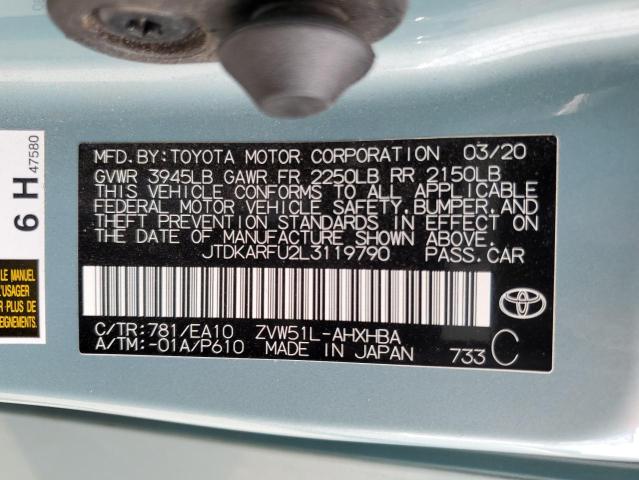 MFD.BY:TOYOTA MOTOR CORPORATION 03/20
GVWR 3945LB GAWR FR 2250LB RR 2150LB
THIS VEHICLE CONFORMS TO ALL APPLICABLE
FEDERAL MOTOR VEHICLE SAFETY, BUMPER, AND
THEFT PREVENTION STANDARDS IN EFFECT ON
THE DATE OF MANUFACTURE SHOWN ABOVE.
JTDKARFU2L3119790 PASS.CAR
C/TR:781/EA10 ZVW51L-AHXHBA
A/TM:-01A/P610 MADE IN JAPAN 733 C
TOYOTA
6 H 47580
LE MANUEL
L'USAGER
R PLUS DE
EIGNEMENTS.